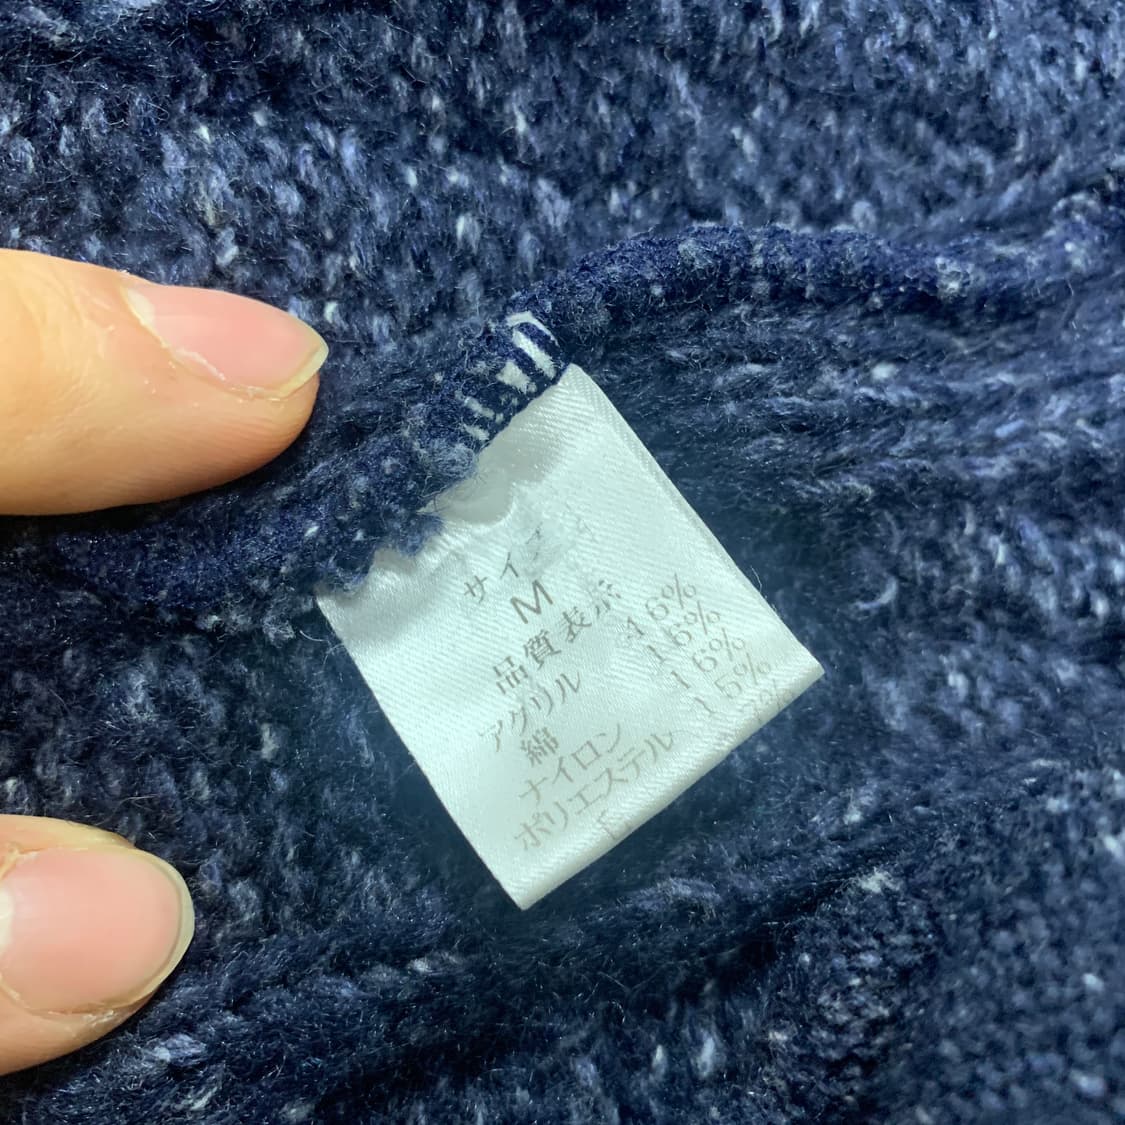 サイズ
M
品質表示
アクリル 46%
綿 16%
ナイロン 16%
ポリエステル 15%